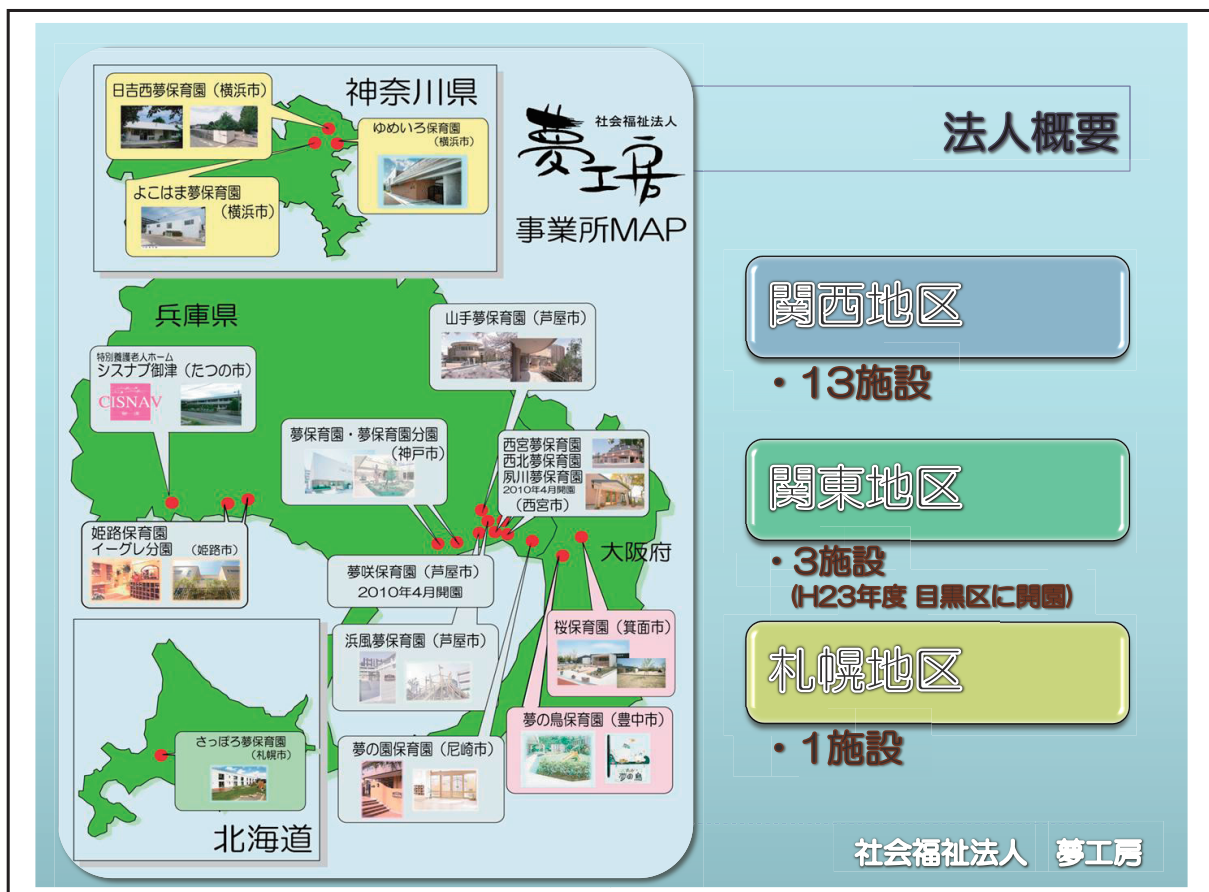 日吉西夢保育園（横浜市）
神奈川県
ゆめいろ保育園
（横浜市）
よこはま夢保育園
（横浜市）
社会福祉法人
夢工房
事業所MAP
兵庫県
山手夢保育園（芦屋市）
特別養護老人ホーム
シスナブ御津（たつの市）
CISNAV
夢保育園・夢保育園分園
（神戸市）
西宮夢保育園
西北夢保育園
夙川夢保育園
2010年4月開園
（西宮市）
姫路保育園
イーグレ分園　（姫路市）
大阪府
夢咲保育園（芦屋市）
2010年4月開園
浜風夢保育園（芦屋市）
桜保育園（箕面市）
夢の鳥保育園（豊中市）
夢の鳥
夢の園保育園（尼崎市）
さっぽろ夢保育園
（札幌市）
北海道
法人概要
関西地区
・13施設
関東地区
・3施設
(H23年度 目黒区に開園)
札幌地区
・1施設
社会福祉法人　夢工房